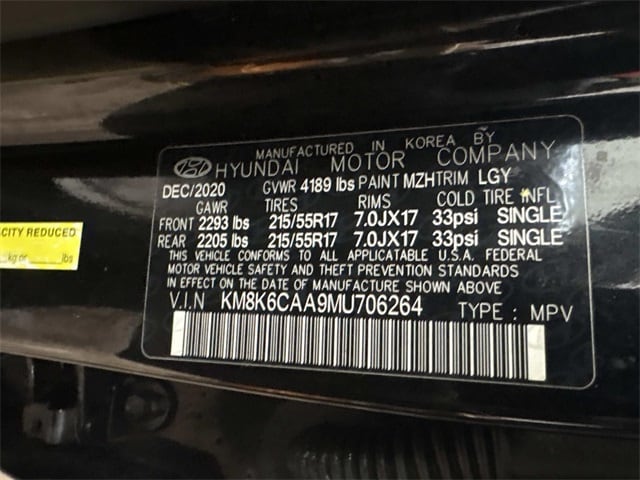 MANUFACTURED IN KOREA BY
HYUNDAI MOTOR COMPANY
DEC/2020 GVWR 4189 lbs PAINT MZH TRIM LGY
GAWR TIRES RIMS COLD TIRE INFL
FRONT 2293 lbs 215/55R17 7.0JX17 33psi SINGLE
REAR 2205 lbs 215/55R17 7.0JX17 33psi SINGLE
THIS VEHICLE CONFORMS TO ALL APPLICABLE U.S.A. FEDERAL
MOTOR VEHICLE SAFETY AND THEFT PREVENTION STANDARDS
IN EFFECT ON THE DATE OF MANUFACTURE SHOWN ABOVE
V.I.N KM8K6CAA9MU706264 TYPE : MPV
REDUCED
kg or lbs